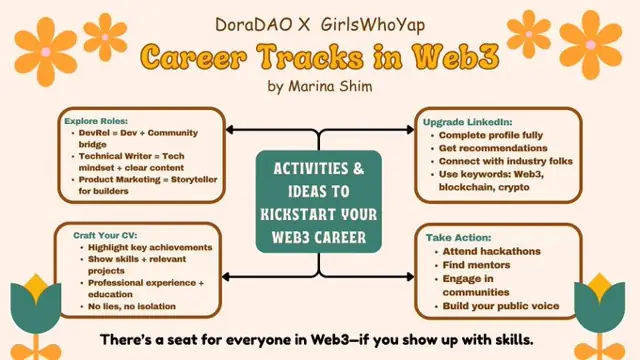 DoraDAO X GirlsWhoYap
Career Tracks in Web3
by Marina Shim
Explore Roles:
• DevRel = Dev + Community
bridge
• Technical Writer = Tech
mindset + clear content
• Product Marketing = Storyteller
for builders
Upgrade LinkedIn:
• Complete profile fully
• Get recommendations
• Connect with industry folks
• Use keywords: Web3,
blockchain, crypto
ACTIVITIES &
IDEAS TO
KICKSTART YOUR
WEB3 CAREER
Craft Your CV:
• Highlight key achievements
• Show skills + relevant
projects
• Professional experience +
education
• No lies, no isolation
Take Action:
• Attend hackathons
• Find mentors
• Engage in
communities
• Build your public voice
There's a seat for everyone in Web3—if you show up with skills.